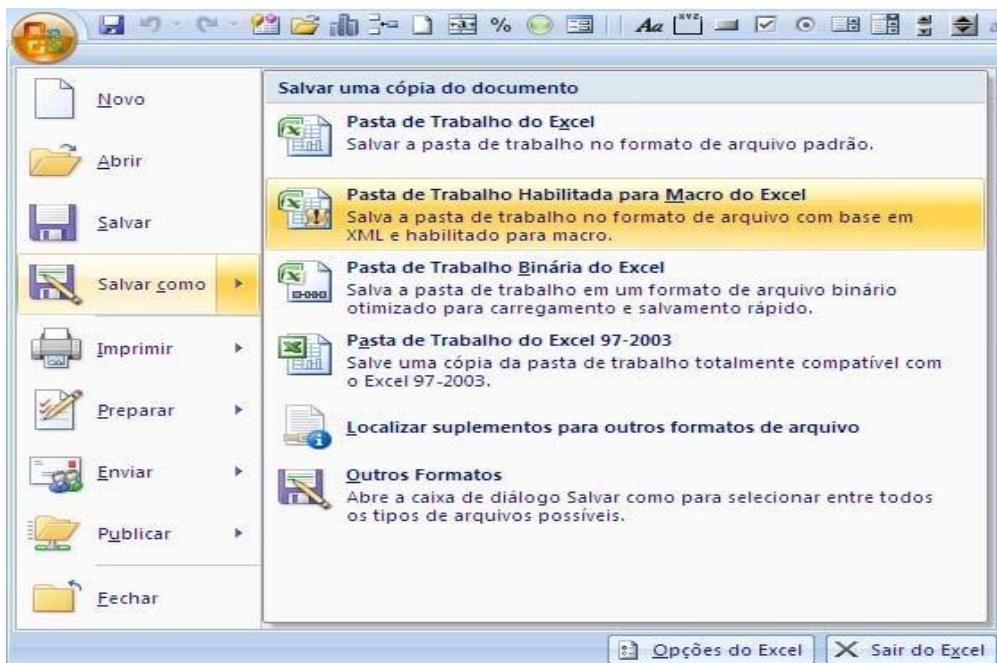 % Aa XYZ
Novo
Abrir
Salvar
Salvar como
Imprimir
Preparar
Enviar
Publicar
Fechar
Salvar uma cópia do documento
Pasta de Trabalho do Excel
Salvar a pasta de trabalho no formato de arquivo padrão.
Pasta de Trabalho Habilitada para Macro do Excel
Salva a pasta de trabalho no formato de arquivo com base em
XML e habilitado para macro.
Pasta de Trabalho Binária do Excel
Salva a pasta de trabalho em um formato de arquivo binário
otimizado para carregamento e salvamento rápido.
Pasta de Trabalho do Excel 97-2003
Salve uma cópia da pasta de trabalho totalmente compatível com
o Excel 97-2003.
Localizar suplementos para outros formatos de arquivo
Outros Formatos
Abre a caixa de diálogo Salvar como para selecionar entre todos
os tipos de arquivos possíveis.
Opções do Excel
Sair do Excel